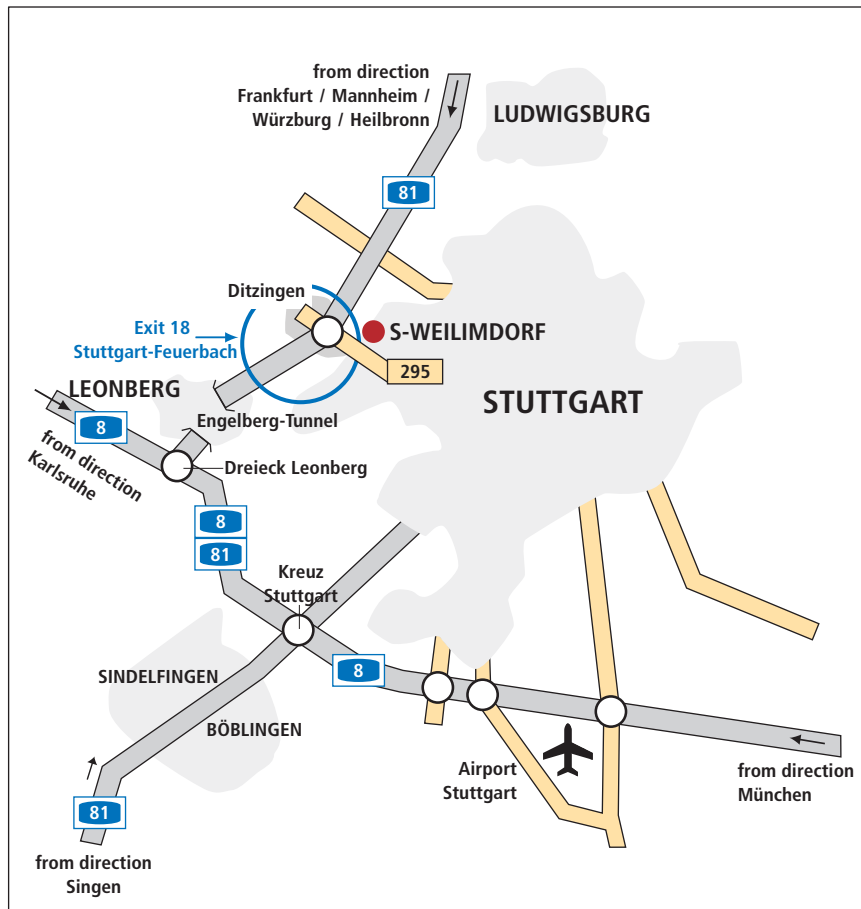 from direction
Frankfurt / Mannheim /
Würzburg / Heilbronn
LUDWIGSBURG
81
Ditzingen
Exit 18
Stuttgart-Feuerbach
S-WEILIMDORF
295
LEONBERG
STUTTGART
8
Engelberg-Tunnel
from direction
Karlsruhe
Dreieck Leonberg
8
81
Kreuz
Stuttgart
SINDELFINGEN
8
BÖBLINGEN
Airport
Stuttgart
from direction
München
81
from direction
Singen